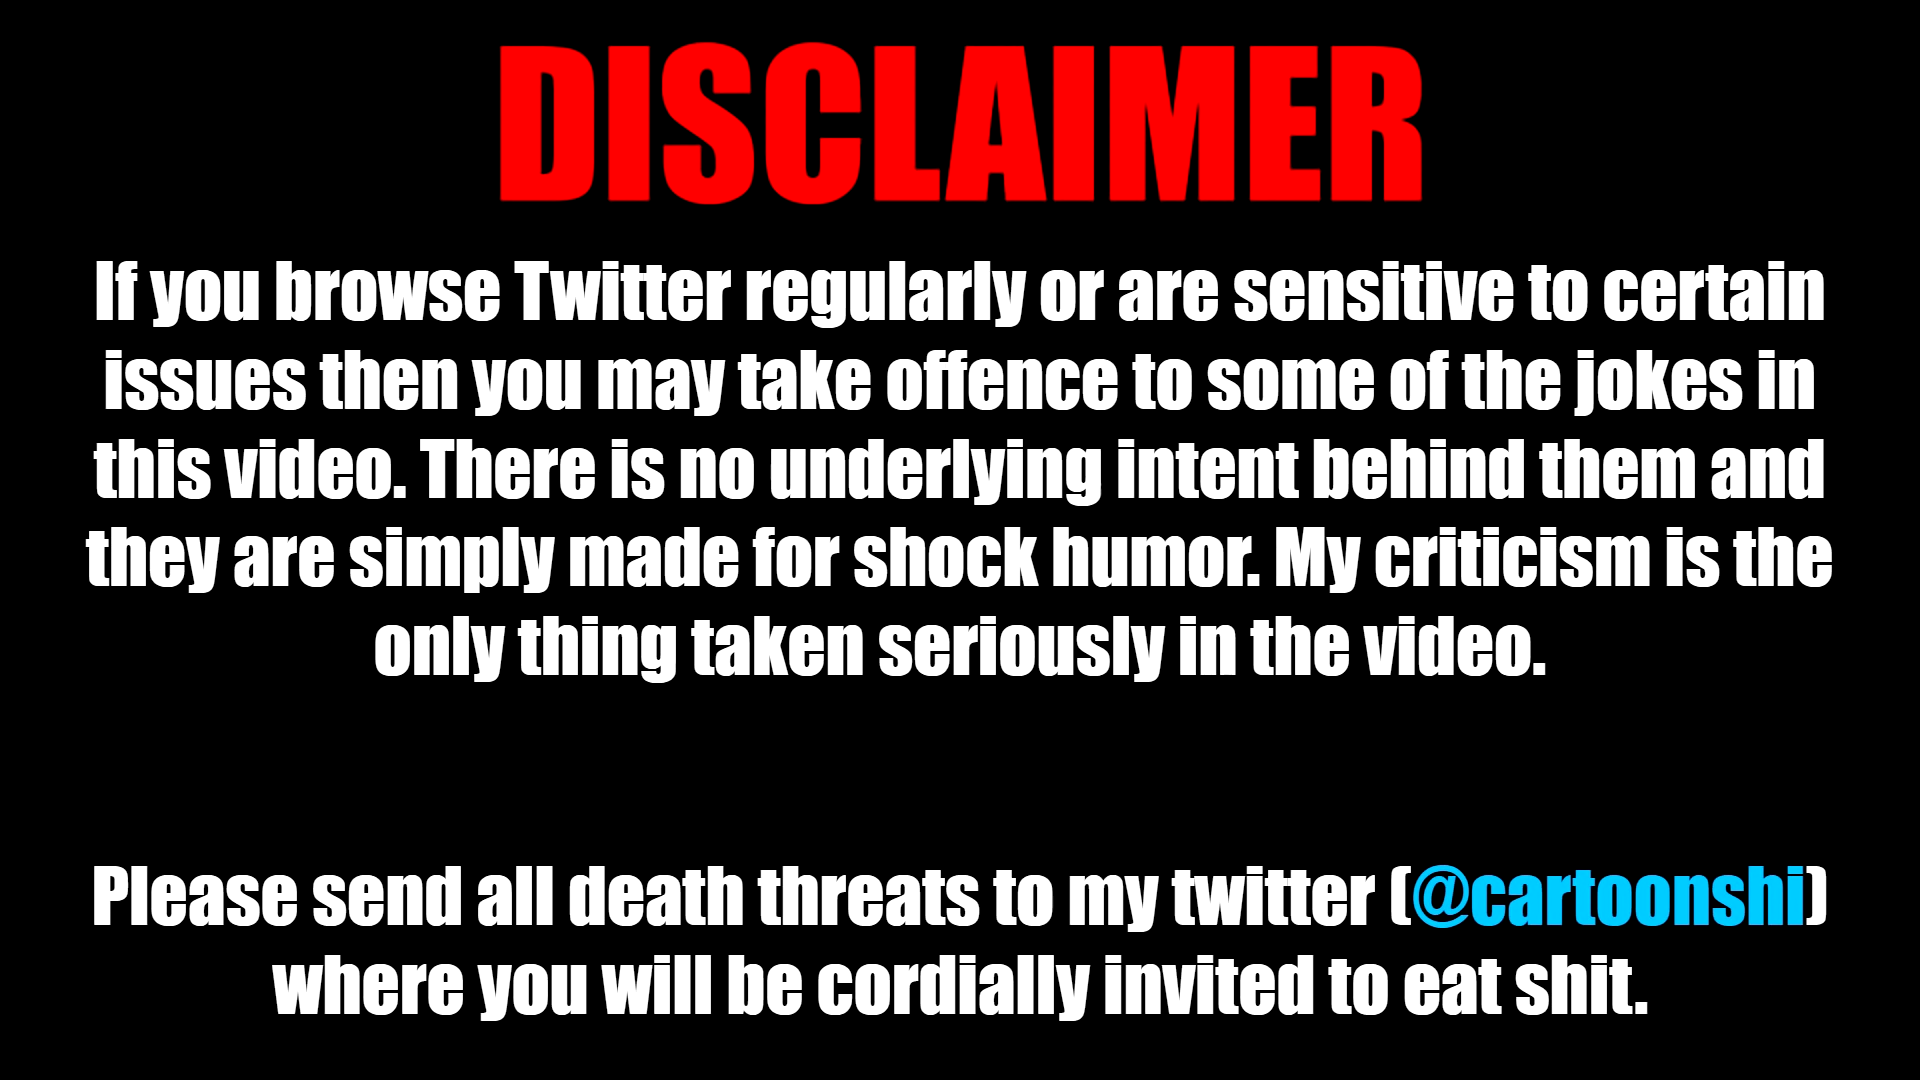 DISCLAIMER
If you browse Twitter regularly or are sensitive to certain
issues then you may take offence to some of the jokes in
this video. There is no underlying intent behind them and
they are simply made for shock humor. My criticism is the
only thing taken seriously in the video.
Please send all death threats to my twitter (@cartoonshi)
where you will be cordially invited to eat shit.